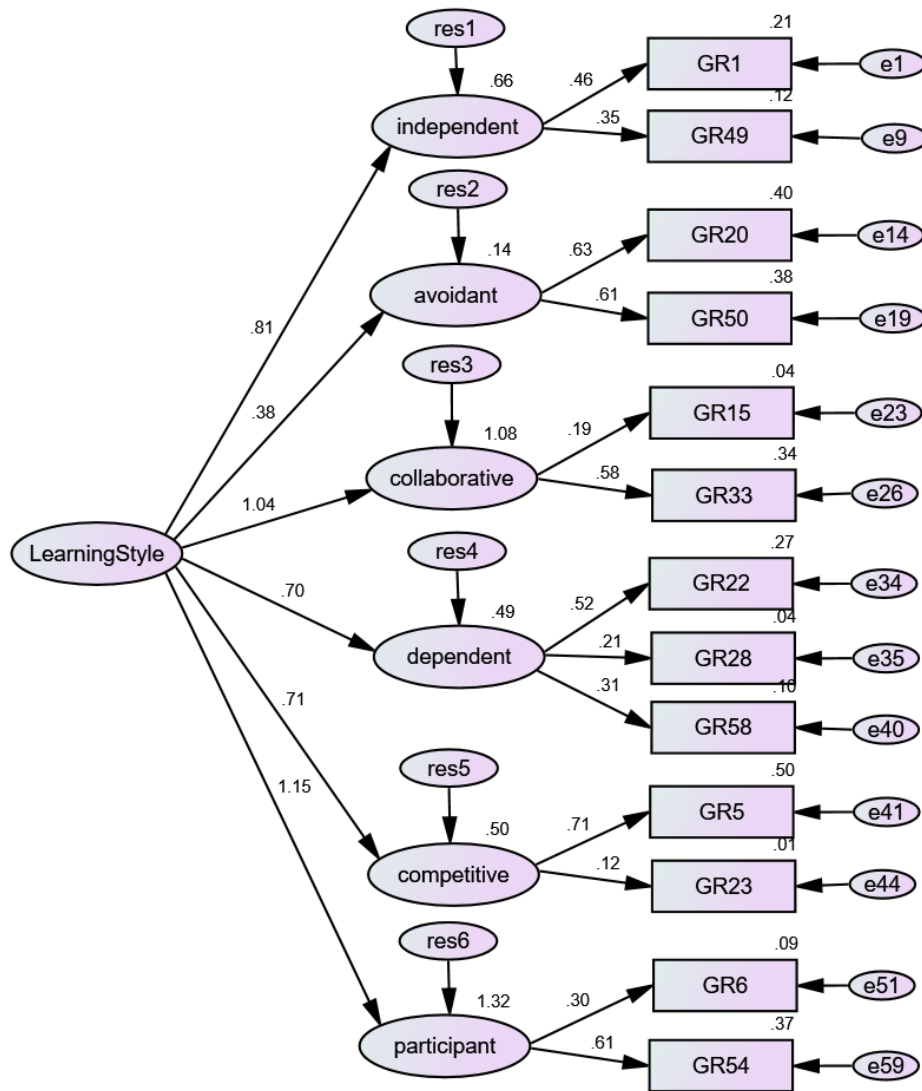 res1
.21
GR1
e1
.66
.46
independent
.35
.12
GR49
e9
res2
.40
GR20
e14
.14
.63
avoidant
.61
.38
GR50
e19
.81
res3
.04
GR15
e23
.38
1.08
.19
collaborative
.58
.34
GR33
e26
1.04
LearningStyle
res4
.27
GR22
e34
.70
.49
.52
dependent
.21
.04
GR28
e35
.31
.10
GR58
e40
.71
res5
.50
GR5
e41
1.15
.50
.71
competitive
.12
.01
GR23
e44
res6
.09
GR6
e51
1.32
.30
participant
.61
.37
GR54
e59